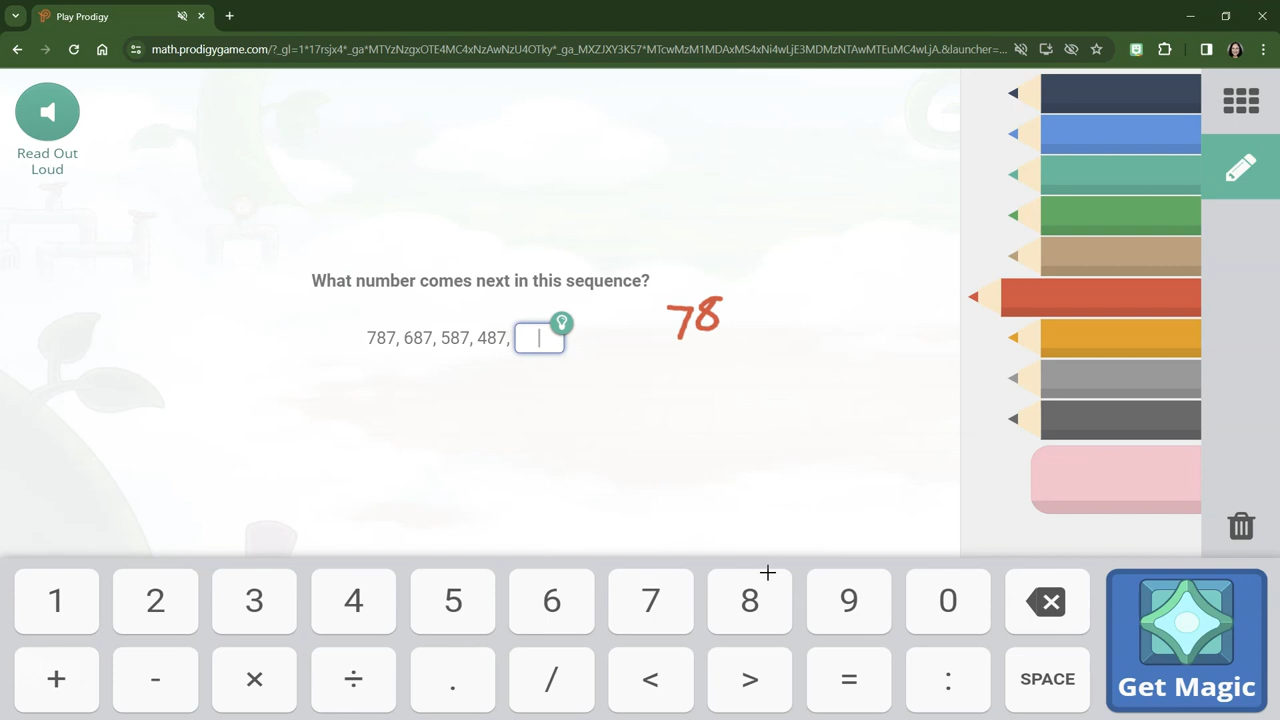 Play Prodigy
math.prodigygame.com/?_gl=1*17rsjx4*_ga*MTYzNzgxOTE4MC4xNzAwNzU4OTky*_ga_MXZJXY3K57*MTcwMzM1MDAxMS4xNi4wLjE3MDMzNTAwMTEuMC4wLjA.&launcher=...
Read Out
Loud
What number comes next in this sequence?
787, 687, 587, 487,
78
1 2 3 4 5 6 7 8 9 0
+ - × ÷ . / < > = : SPACE
Get Magic